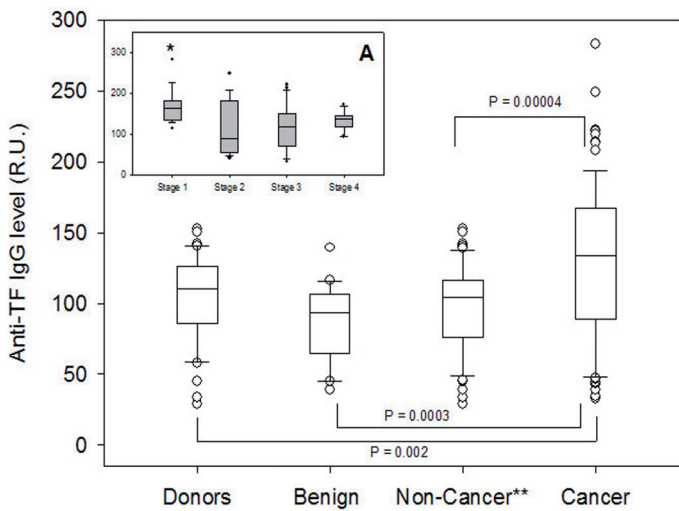 300
250
200
150
100
50
0
Anti-TF IgG level (R.U.)
A
*
300
200
100
0
Stage 1 Stage 2 Stage 3 Stage 4
P = 0.00004
P = 0.0003
P = 0.002
Donors Benign Non-Cancer** Cancer